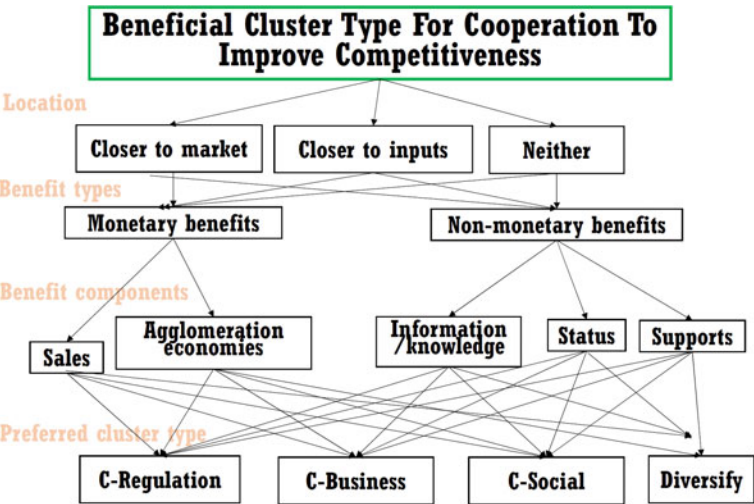 Beneficial Cluster Type For Cooperation To
Improve Competitiveness
Location
Closer to market
Closer to inputs
Neither
Benefit types
Monetary benefits
Non-monetary benefits
Benefit components
Sales
Agglomeration
economies
Information
/knowledge
Status
Supports
Preferred cluster type
C-Regulation
C-Business
C-Social
Diversify